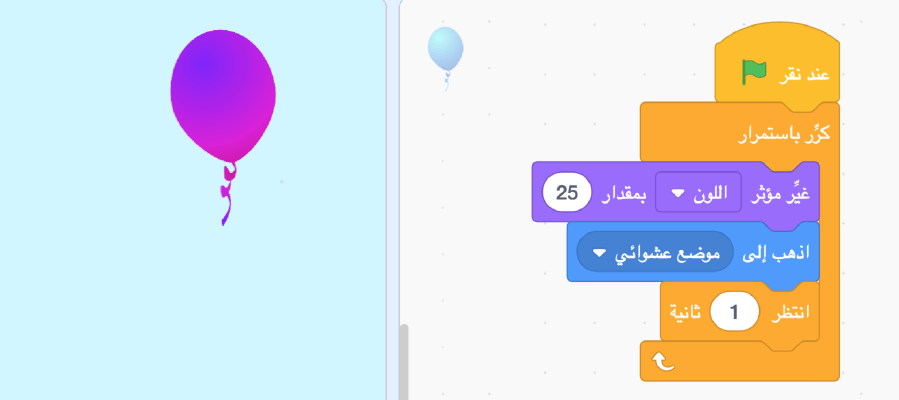 عند نقر
كرِّر باستمرار
غيِّر مؤثر اللون بمقدار 25
اذهب إلى موضع عشوائي
انتظر 1 ثانية